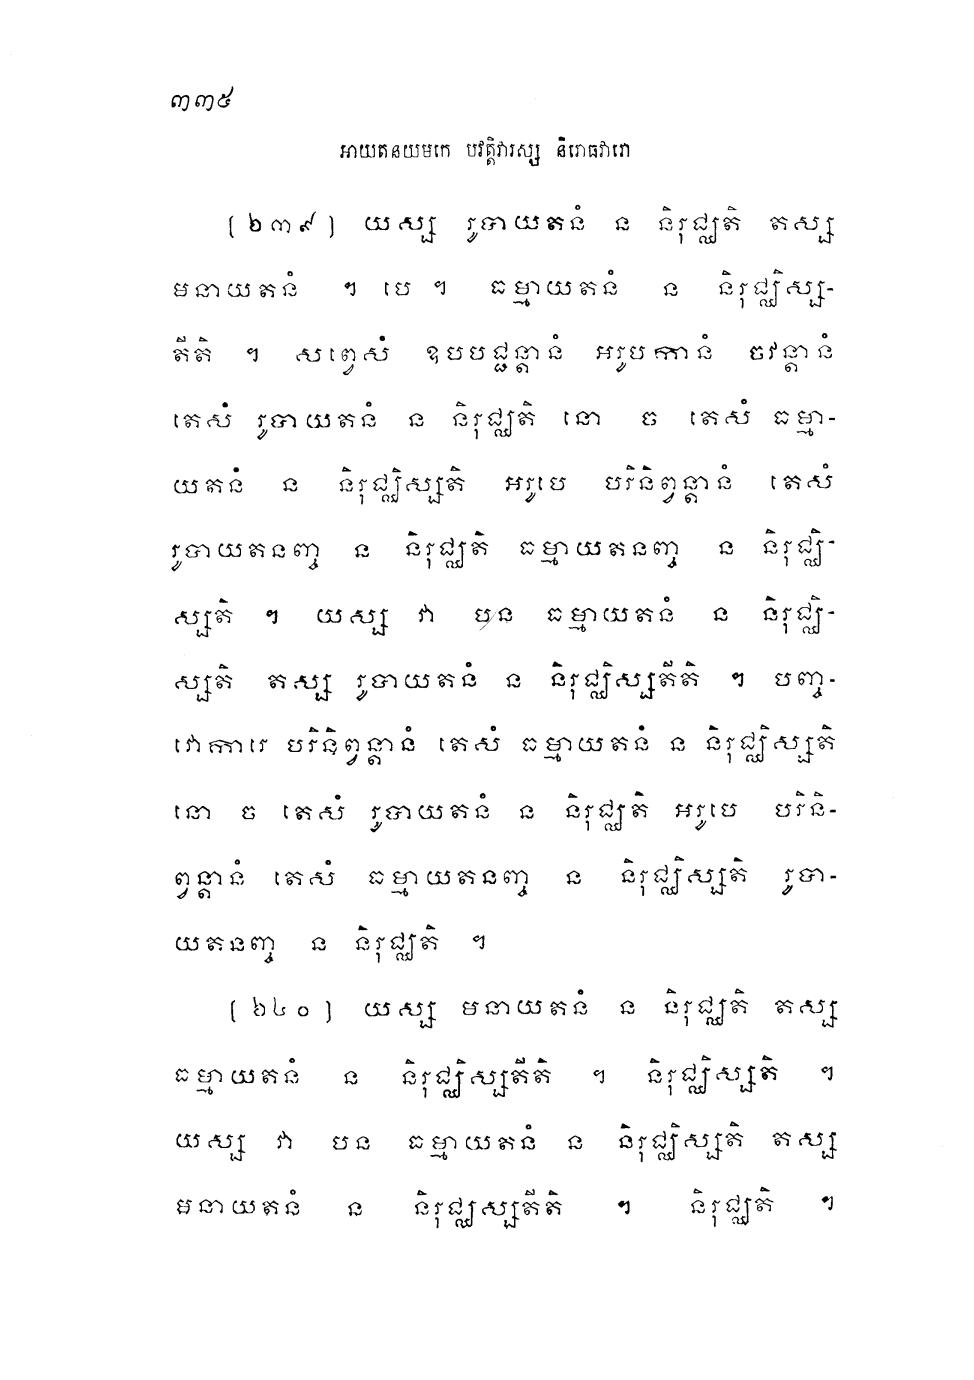 ៣៣៥
អាយតនយមកេ បវត្តិវារស្ស និរោធវារោ
(២៣៩) យស្ស រូបាយតនំ ន និរុជ្ឈតិ តស្ស
មនាយតនំ ។ បេ ។ ធម្មាយតនំ ន និរុជ្ឈិស្ស-
តីតិ ។ សព្វេសំ ឧបបជ្ជន្តានំ អរូបកានំ ចវន្តានំ
តេសំ រូបាយតនំ ន និរុជ្ឈតិ នោ ច តេសំ ធម្មា-
យតនំ ន និរុជ្ឈិស្សតិ អរូបេ បរិនិព្វន្តានំ តេសំ
រូបាយតនញ្ច ន និរុជ្ឈតិ ធម្មាយតនញ្ច ន និរុជ្ឈិ-
ស្សតិ ។ យស្ស វា បន ធម្មាយតនំ ន និរុជ្ឈិ-
ស្សតិ តស្ស រូបាយតនំ ន និរុជ្ឈិស្សតីតិ ។ បញ្ច-
វោការេ បរិនិព្វន្តានំ តេសំ ធម្មាយតនំ ន និរុជ្ឈិស្សតិ
នោ ច តេសំ រូបាយតនំ ន និរុជ្ឈតិ អរូបេ បរិនិ-
ព្វន្តានំ តេសំ ធម្មាយតនញ្ច ន និរុជ្ឈិស្សតិ រូបា-
យតនញ្ច ន និរុជ្ឈតិ ។
(២៤០) យស្ស មនាយតនំ ន និរុជ្ឈតិ តស្ស
ធម្មាយតនំ ន និរុជ្ឈិស្សតីតិ ។ និរុជ្ឈិស្សតិ ។
យស្ស វា បន ធម្មាយតនំ ន និរុជ្ឈិស្សតិ តស្ស
មនាយតនំ ន និរុជ្ឈស្សតីតិ ។ និរុជ្ឈតិ ។